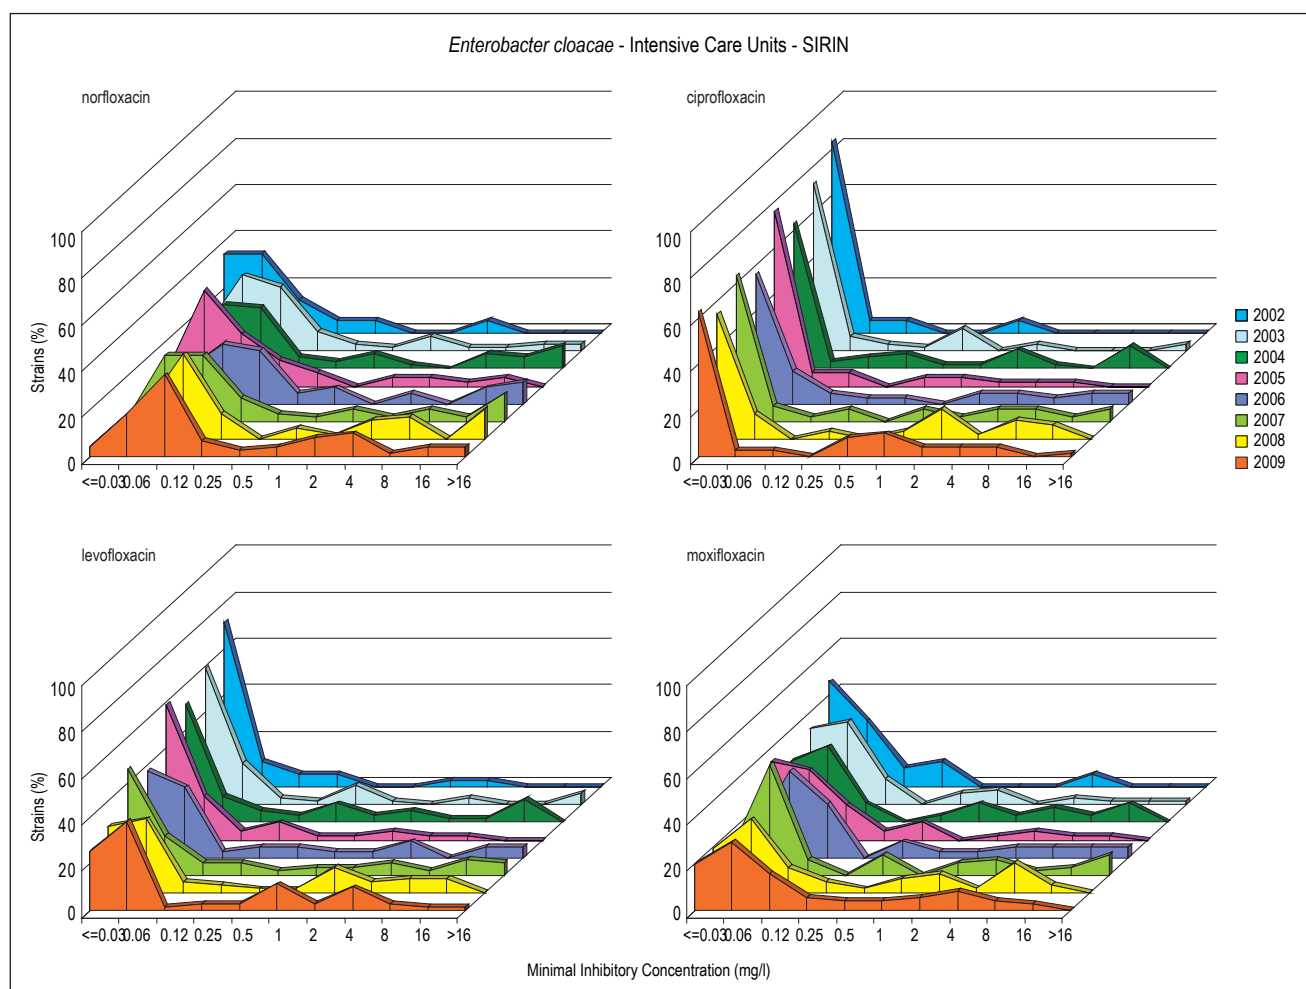 Enterobacter cloacae - Intensive Care Units - SIRIN
norfloxacin
ciprofloxacin
100
80
60
40
20
0
Strains (%)
<=0.03 0.06 0.12 0.25 0.5 1 2 4 8 16 >16
100
80
60
40
20
0
<=0.03 0.06 0.12 0.25 0.5 1 2 4 8 16 >16
2002
2003
2004
2005
2006
2007
2008
2009
levofloxacin
moxifloxacin
100
80
60
40
20
0
Strains (%)
<=0.03 0.06 0.12 0.25 0.5 1 2 4 8 16 >16
100
80
60
40
20
0
<=0.03 0.06 0.12 0.25 0.5 1 2 4 8 16 >16
Minimal Inhibitory Concentration (mg/l)